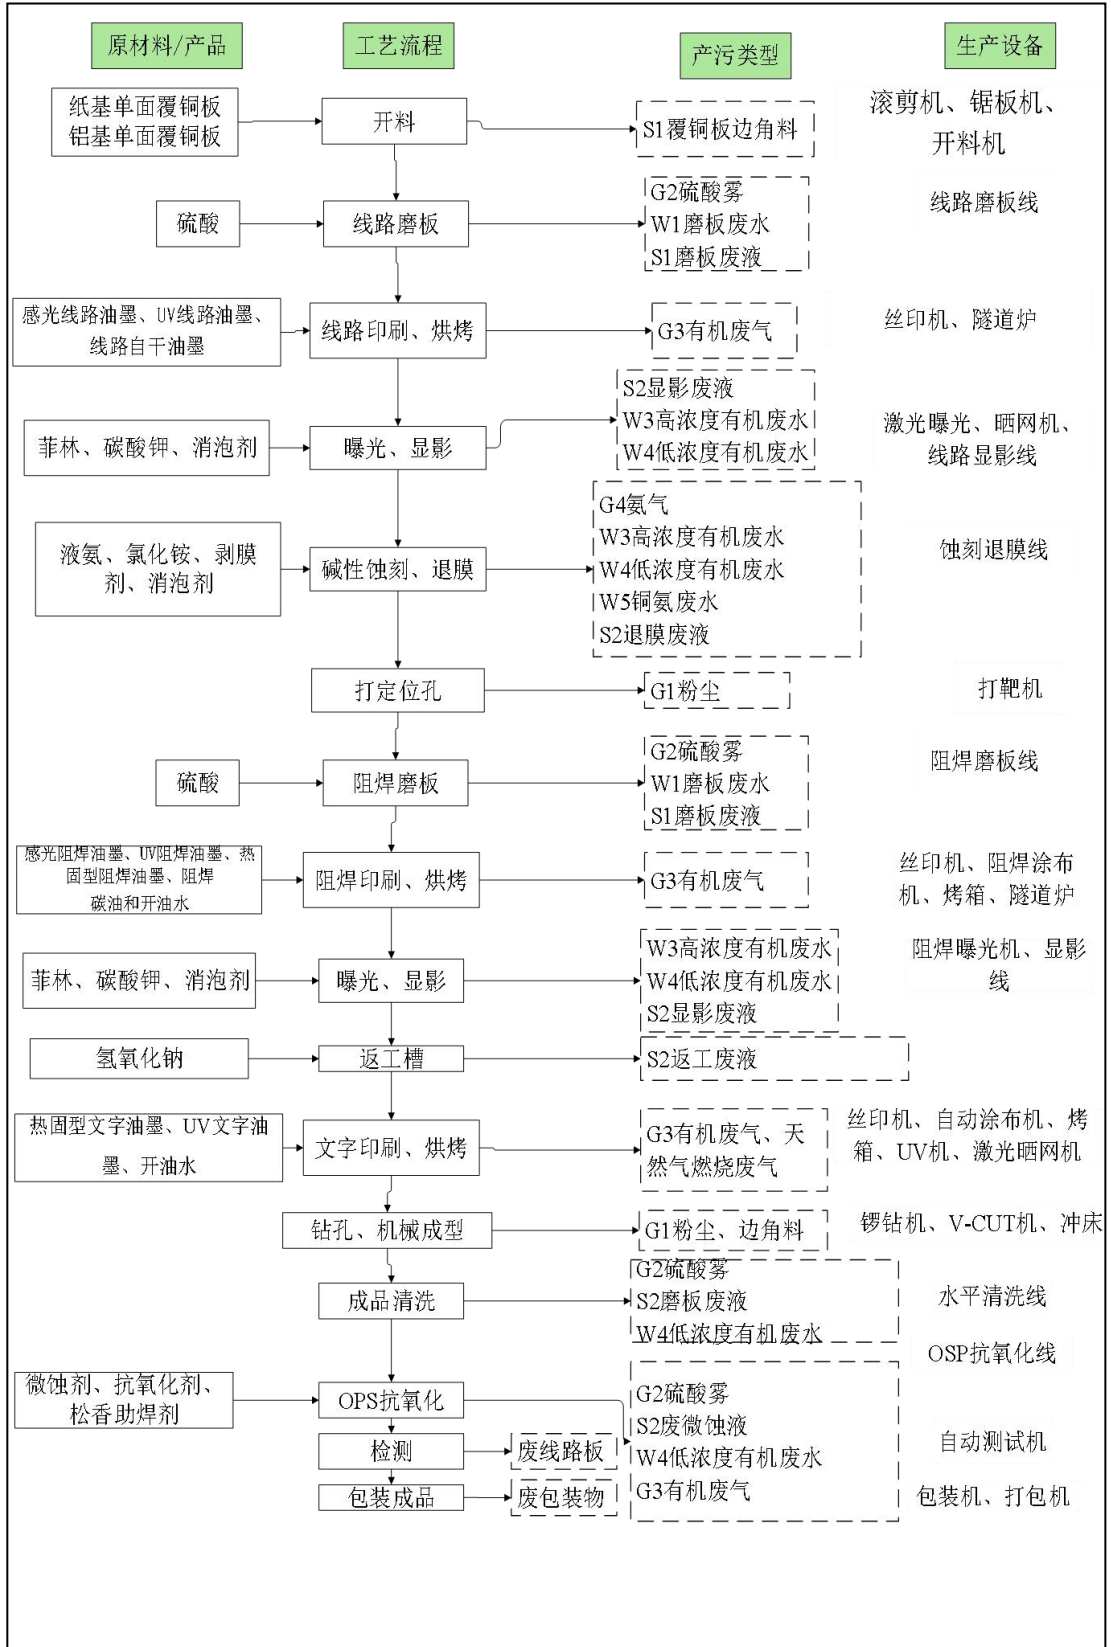 原材料/产品
工艺流程
产污类型
生产设备
纸基单面覆铜板
铝基单面覆铜板
开料
S1覆铜板边角料
滚剪机、锯板机、
开料机
硫酸
线路磨板
G2硫酸雾
W1磨板废水
S1磨板废液
线路磨板线
感光线路油墨、UV线路油墨、
线路自干油墨
线路印刷、烘烤
G3有机废气
丝印机、隧道炉
菲林、碳酸钾、消泡剂
曝光、显影
S2显影废液
W3高浓度有机废水
W4低浓度有机废水
激光曝光、晒网机、
线路显影线
液氨、氯化铵、剥膜
剂、消泡剂
碱性蚀刻、退膜
G4氨气
W3高浓度有机废水
W4低浓度有机废水
W5铜氨废水
S2退膜废液
蚀刻退膜线
打定位孔
G1粉尘
打靶机
硫酸
阻焊磨板
G2硫酸雾
W1磨板废水
S1磨板废液
阻焊磨板线
感光阻焊油墨、UV阻焊油墨、热
固型阻焊油墨、阻焊
碳油和开油水
阻焊印刷、烘烤
G3有机废气
丝印机、阻焊涂布
机、烤箱、隧道炉
菲林、碳酸钾、消泡剂
曝光、显影
W3高浓度有机废水
W4低浓度有机废水
S2显影废液
阻焊曝光机、显影
线
氢氧化钠
返工槽
S2返工废液
热固型文字油墨、UV文字油
墨、开油水
文字印刷、烘烤
G3有机废气、天
然气燃烧废气
丝印机、自动涂布机、烤
箱、UV机、激光晒网机
钻孔、机械成型
G1粉尘、边角料
锣钻机、V-CUT机、冲床
成品清洗
G2硫酸雾
S2磨板废液
W4低浓度有机废水
水平清洗线
OSP抗氧化线
微蚀剂、抗氧化剂、
松香助焊剂
OPS抗氧化
G2硫酸雾
S2废微蚀液
W4低浓度有机废水
G3有机废气
检测
废线路板
自动测试机
包装成品
废包装物
包装机、打包机